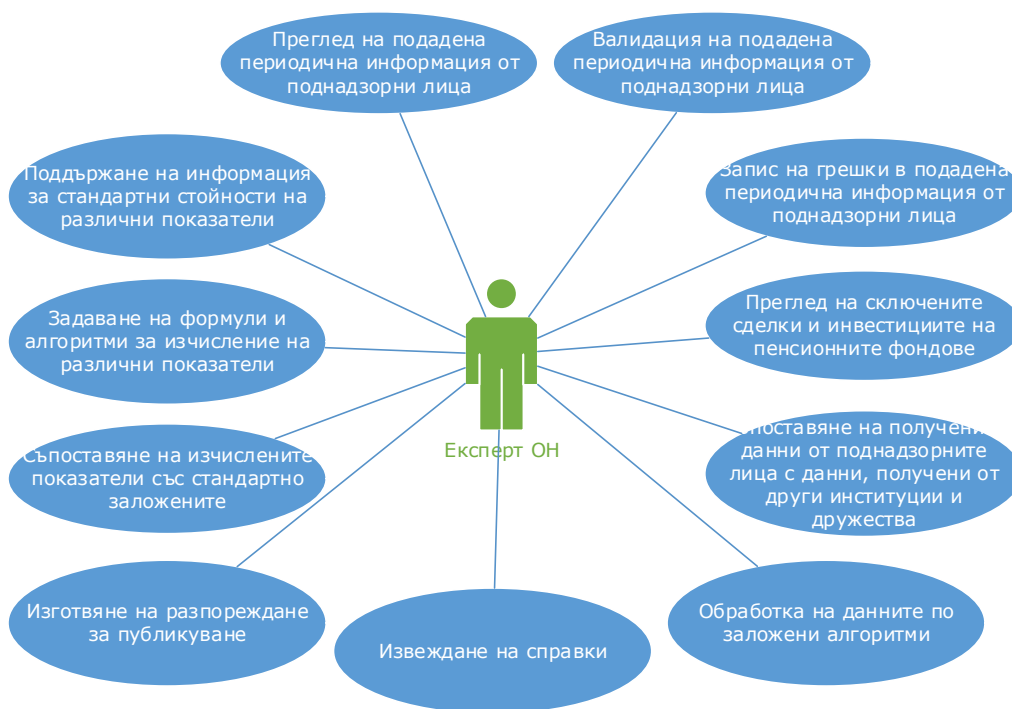 Преглед на подадена
периодична информация от
поднадзорни лица
Валидация на подадена
периодична информация от
поднадзорни лица
Поддържане на информация
за стандартни стойности на
различни показатели
Запис на грешки в подадена
периодична информация от
поднадзорни лица
Задаване на формули и
алгоритми за изчисление на
различни показатели
Преглед на сключените
сделки и инвестициите на
пенсионните фондове
Експерт ОН
Съпоставяне на изчислените
показатели със стандартно
заложените
на
данни от поднадзорните
лица с данни, получени от
други институции и
дружества
Изготвяне на разпореждане
за публикуване
Извеждане на справки
Обработка на данните по
заложени алгоритми